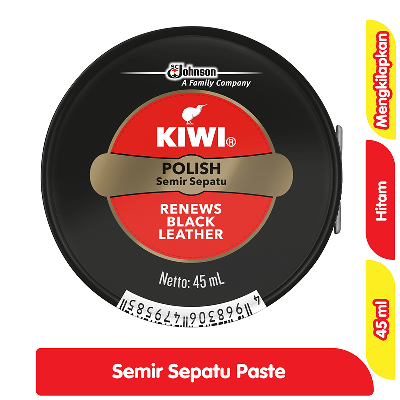 SC Johnson
A Family Company
KIWI®
POLISH
Semir Sepatu
RENEWS
BLACK
LEATHER
Netto: 45 mL
Mengkilapkan
Hitam
45 ml
Semir Sepatu Paste